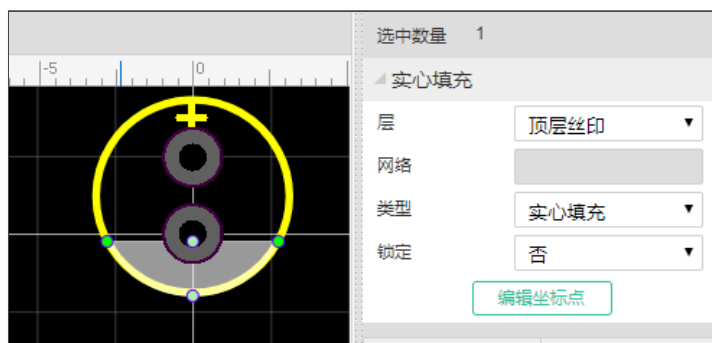 选中数量 1
-5 0
实心填充
层 顶层丝印
网络
类型 实心填充
锁定 否
编辑坐标点
+